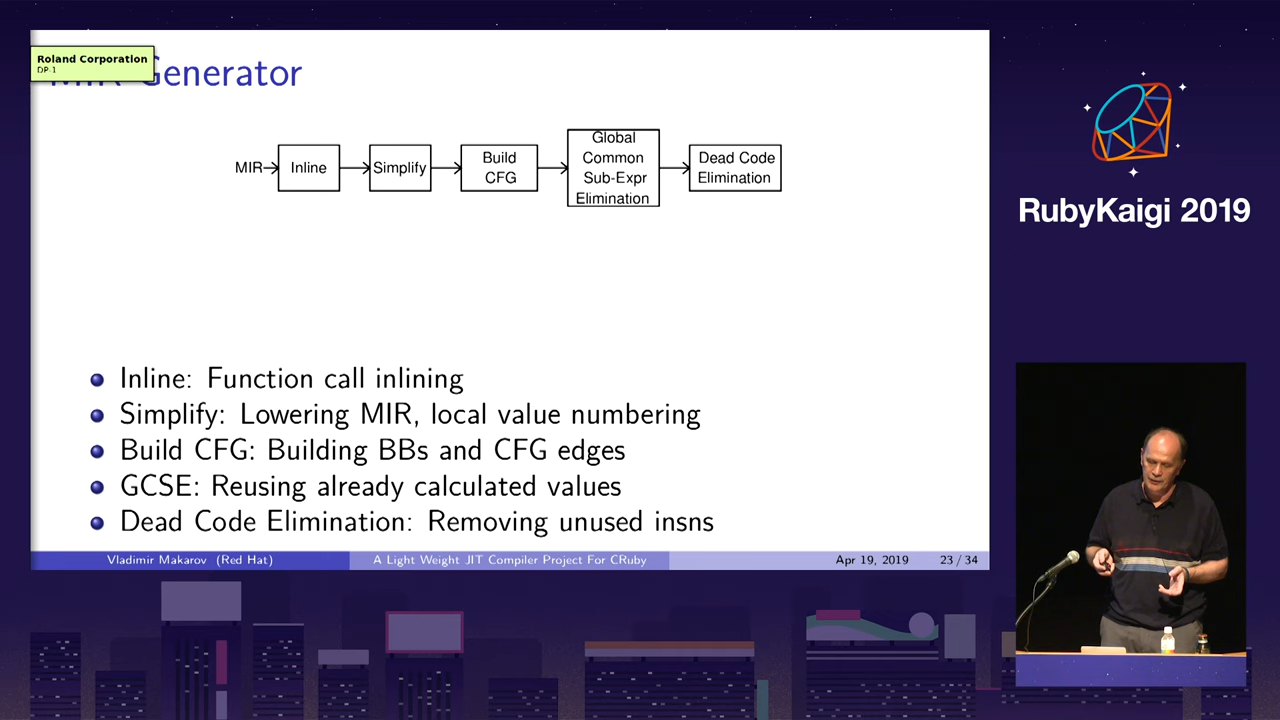 Roland Corporation
DP-1
MIR Generator
MIR
Inline
Simplify
Build
CFG
Global
Common
Sub-Expr
Elimination
Dead Code
Elimination
Inline: Function call inlining
Simplify: Lowering MIR, local value numbering
Build CFG: Building BBs and CFG edges
GCSE: Reusing already calculated values
Dead Code Elimination: Removing unused insns
Vladimir Makarov (Red Hat)
A Light Weight JIT Compiler Project For CRuby
Apr 19, 2019
23 / 34
RubyKaigi 2019